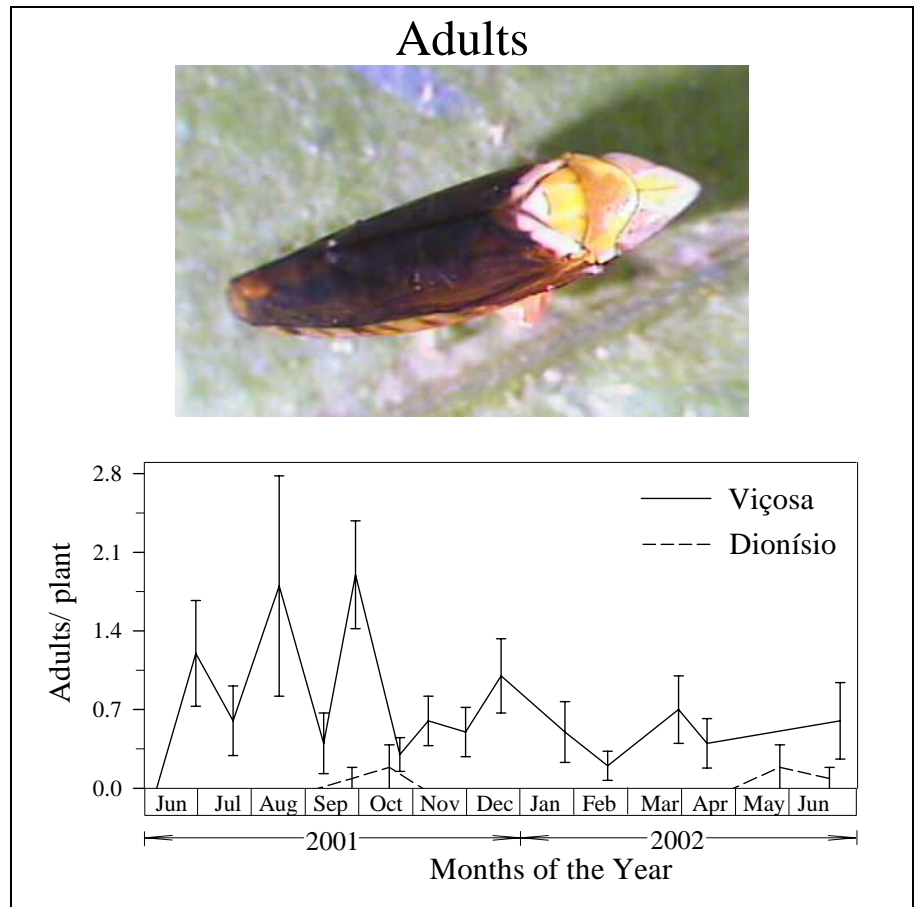 Adults
2.8
2.1
1.4
0.7
0.0
Adults/ plant
Viçosa
Dionísio
Jun Jul Aug Sep Oct Nov Dec Jan Feb Mar Apr May Jun
2001 2002
Months of the Year